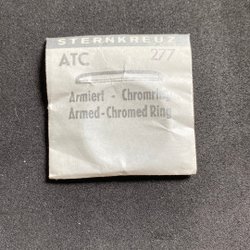 STERNKREUZ
ATC 277
Armiert - Chromring
Armed-Chromed Ring